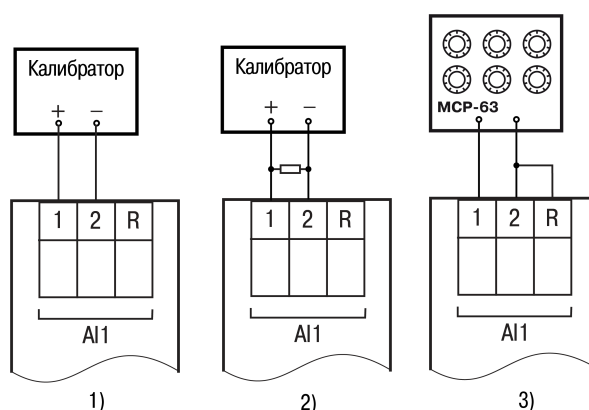 Калибратор
+ −
1 2 R
AI1
1)
Калибратор
+ −
1 2 R
AI1
2)
МСР-63
1 2 R
AI1
3)